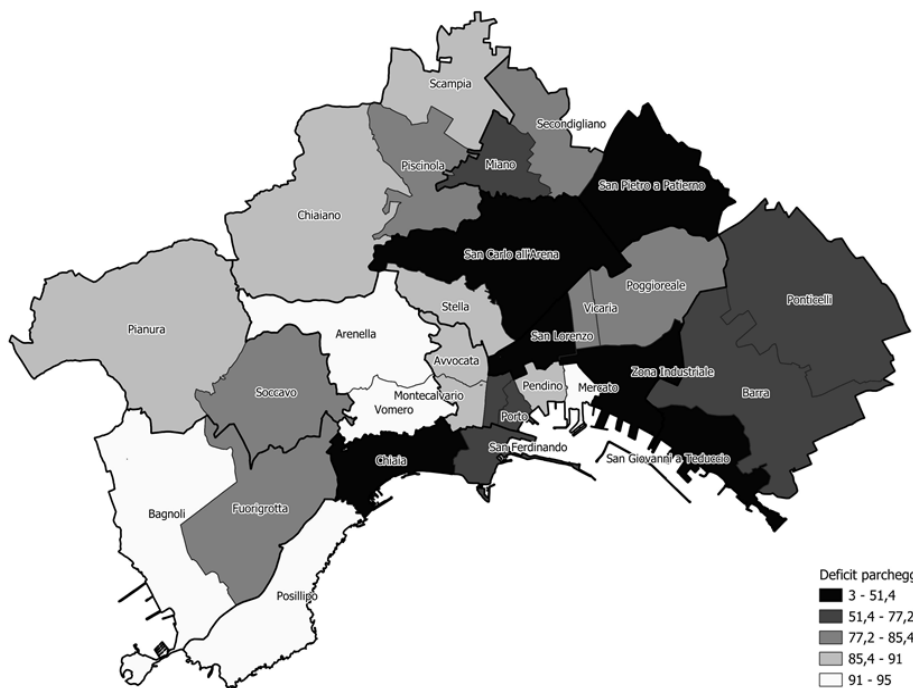 Scampia
Secondigliano
Piscinola
Miano
San Pietro a Patierno
Chiaiano
San Carlo all'Arena
Poggioreale
Ponticelli
Stella
Vicaria
Pianura
Arenella
San Lorenzo
Avvocata
Zona Industriale
Soccavo
Pendino
Mercato
Barra
Montecalvario
Vomero
Porto
San Ferdinando
Chiaia
San Giovanni a Teduccio
Bagnoli
Fuorigrotta
Posillipo
Deficit parchegg
3 - 51,4
51,4 - 77,2
77,2 - 85,4
85,4 - 91
91 - 95